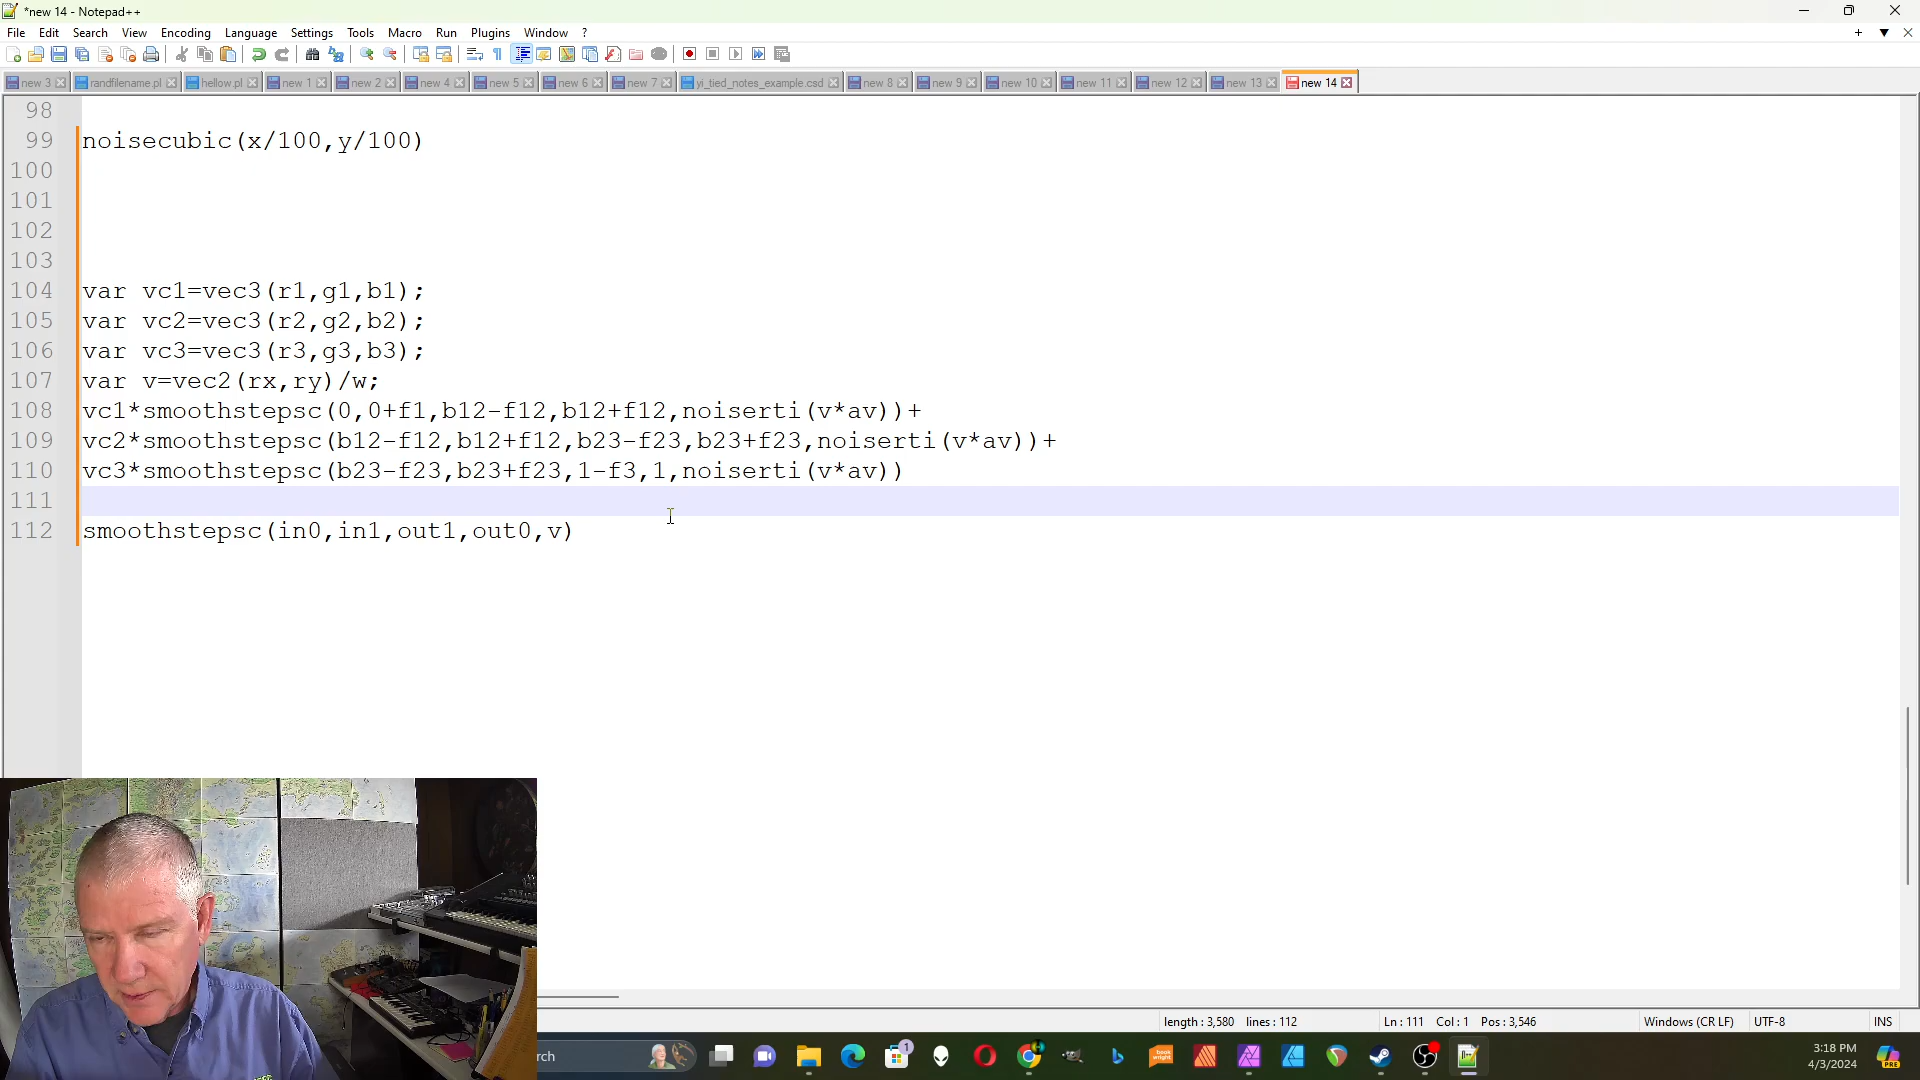 *new 14 - Notepad++
File Edit Search View Encoding Language Settings Tools Macro Run Plugins Window ?
new 3 randfilename.pl hellow.pl new 1 new 2 new 4 new 5 new 6 new 7 yi_tied_notes_example.csd new 8 new 9 new 10 new 11 new 12 new 13 new 14
98
99 noisecubic(x/100,y/100)
100
101
102
103
104 var vc1=vec3(r1,g1,b1);
105 var vc2=vec3(r2,g2,b2);
106 var vc3=vec3(r3,g3,b3);
107 var v=vec2(rx,ry)/w;
108 vc1*smoothstepsc(0,0+f1,b12-f12,b12+f12,noiserti(v*av))+
109 vc2*smoothstepsc(b12-f12,b12+f12,b23-f23,b23+f23,noiserti(v*av))+
110 vc3*smoothstepsc(b23-f23,b23+f23,1-f3,1,noiserti(v*av))
111
112 smoothstepsc(in0,in1,out1,out0,v)
length : 3,580 lines : 112 Ln : 111 Col : 1 Pos : 3,546 Windows (CR LF) UTF-8 INS
3:18 PM
4/3/2024